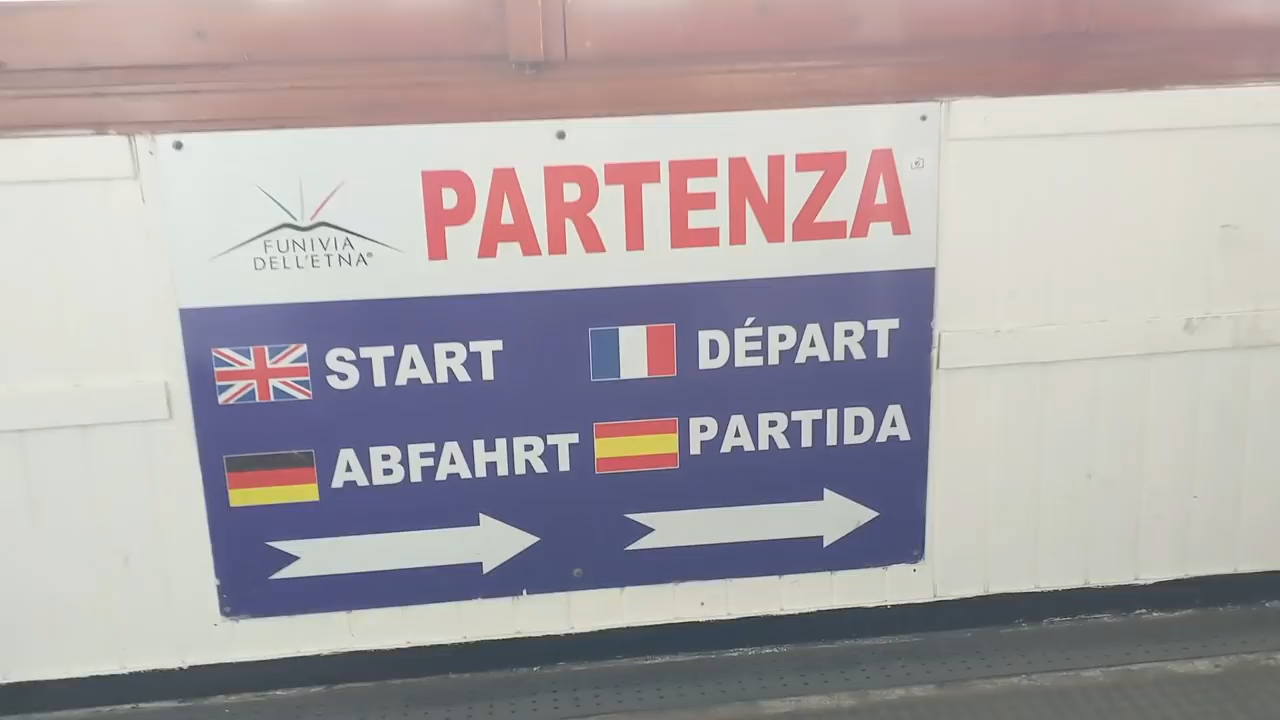 PARTENZA
FUNIVIA
DELL'ETNA®
START
DÉPART
ABFAHRT
PARTIDA